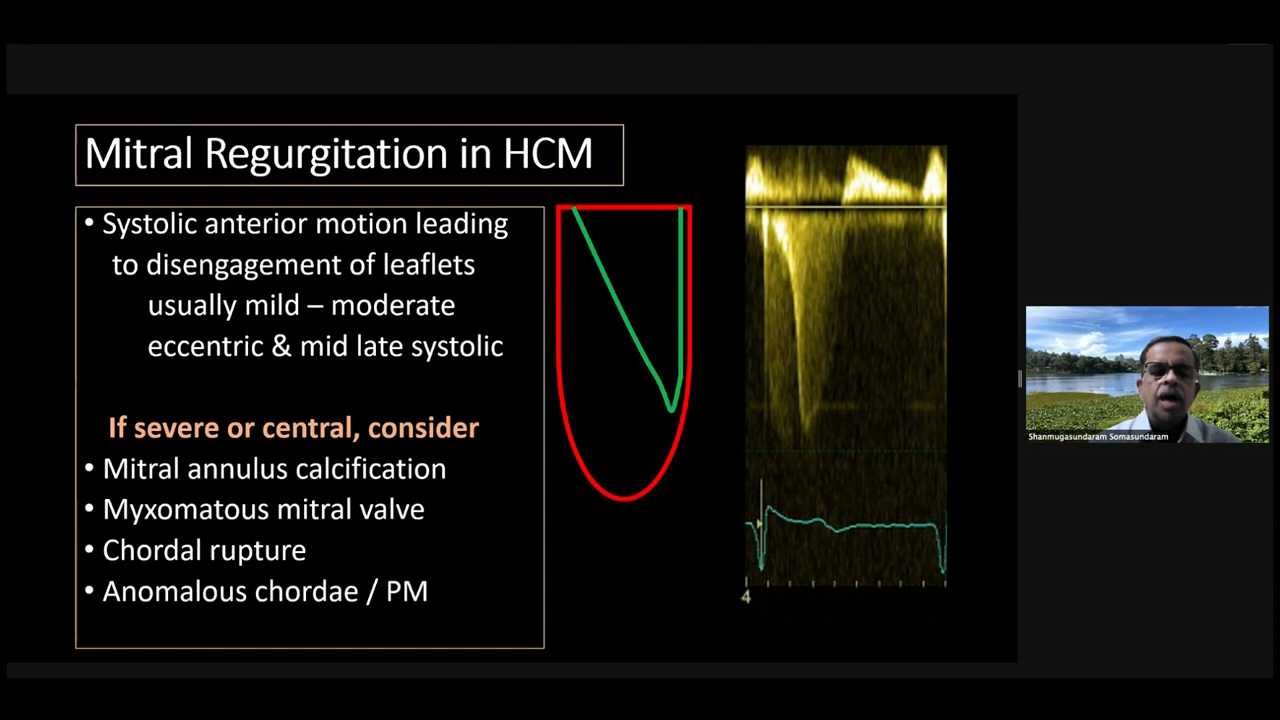 Mitral Regurgitation in HCM
• Systolic anterior motion leading
to disengagement of leaflets
usually mild – moderate
eccentric & mid late systolic
If severe or central, consider
• Mitral annulus calcification
• Myxomatous mitral valve
• Chordal rupture
• Anomalous chordae / PM
4
Shanmugasundaram Somasundaram